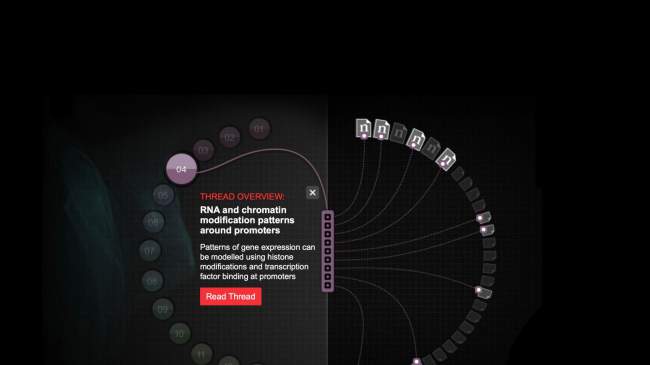 01
02
03
04
05
06
07
08
09
10
11
THREAD OVERVIEW:
RNA and chromatin
modification patterns
around promoters
Patterns of gene expression can
be modelled using histone
modifications and transcription
factor binding at promoters
Read Thread
n
n
n
n